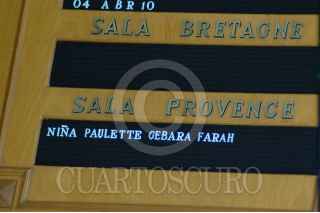 04 ABR 10
SALA BRETAGNE
SALA PROVENCE
NIÑA PAULETTE GEBARA FARAH
CUARTOSCURO